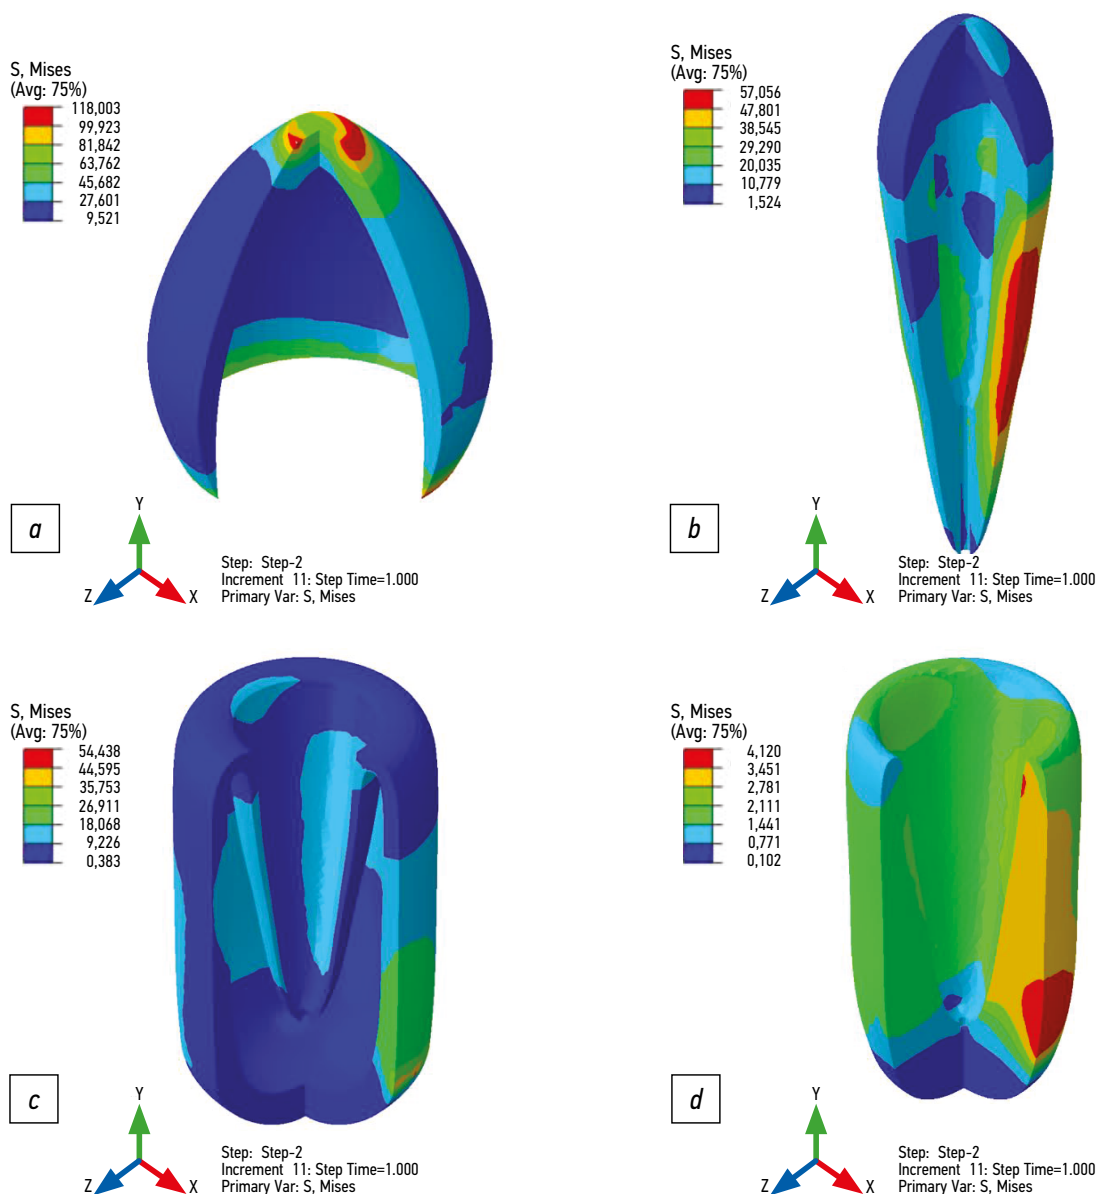 S, Mises
(Avg: 75%)
118,003
99,923
81,842
63,762
45,682
27,601
9,521
a
Y
Z
X
Step: Step-2
Increment 11: Step Time=1.000
Primary Var: S, Mises
S, Mises
(Avg: 75%)
57,056
47,801
38,545
29,290
20,035
10,779
1,524
b
Y
Z
X
Step: Step-2
Increment 11: Step Time=1.000
Primary Var: S, Mises
S, Mises
(Avg: 75%)
54,438
44,595
35,753
26,911
18,068
9,226
0,383
c
Y
Z
X
Step: Step-2
Increment 11: Step Time=1.000
Primary Var: S, Mises
S, Mises
(Avg: 75%)
4,120
3,451
2,781
2,111
1,441
0,771
0,102
d
Y
Z
X
Step: Step-2
Increment 11: Step Time=1.000
Primary Var: S, Mises